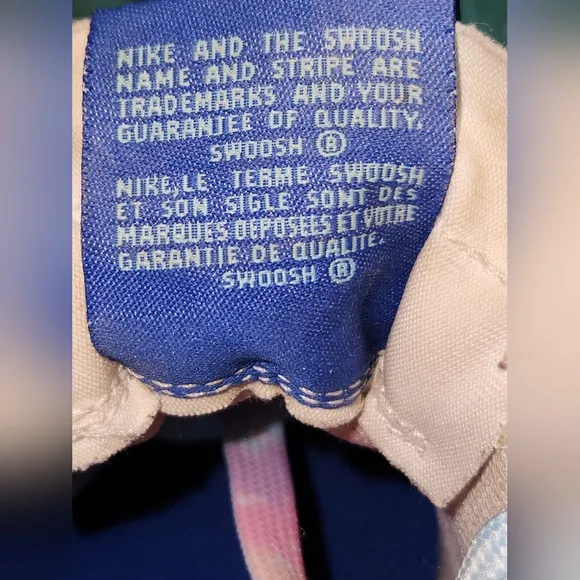 NIKE AND THE SWOOSH
NAME AND STRIPE ARE
TRADEMARKS AND YOUR
GUARANTEE OF QUALITY.
SWOOSH ®
NIKE, LE TERME SWOOSH
ET SON SIGLE SONT DES
MARQUES DEPOSEES ET VOTRE
GARANTIE DE QUALITE.
SWOOSH ®